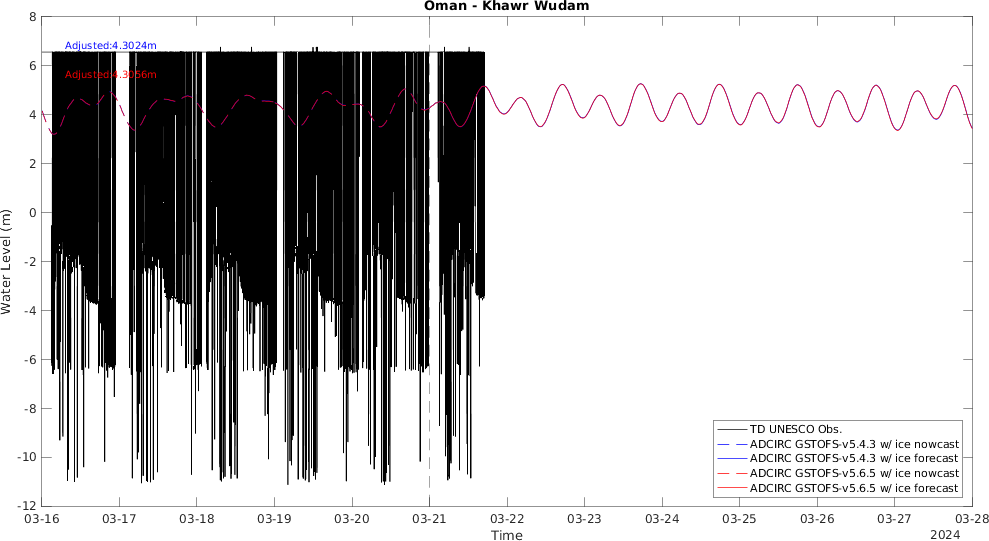 Oman - Khawr Wudam
8
Adjusted:4.3024m
Adjusted:4.3056m
6
4
2
0
-2
-4
-6
-8
-10
-12
Water Level (m)
TD UNESCO Obs.
ADCIRC GSTOFS-v5.4.3 w/ ice nowcast
ADCIRC GSTOFS-v5.4.3 w/ ice forecast
ADCIRC GSTOFS-v5.6.5 w/ ice nowcast
ADCIRC GSTOFS-v5.6.5 w/ ice forecast
03-16 03-17 03-18 03-19 03-20 03-21 03-22 03-23 03-24 03-25 03-26 03-27 03-28
Time
2024